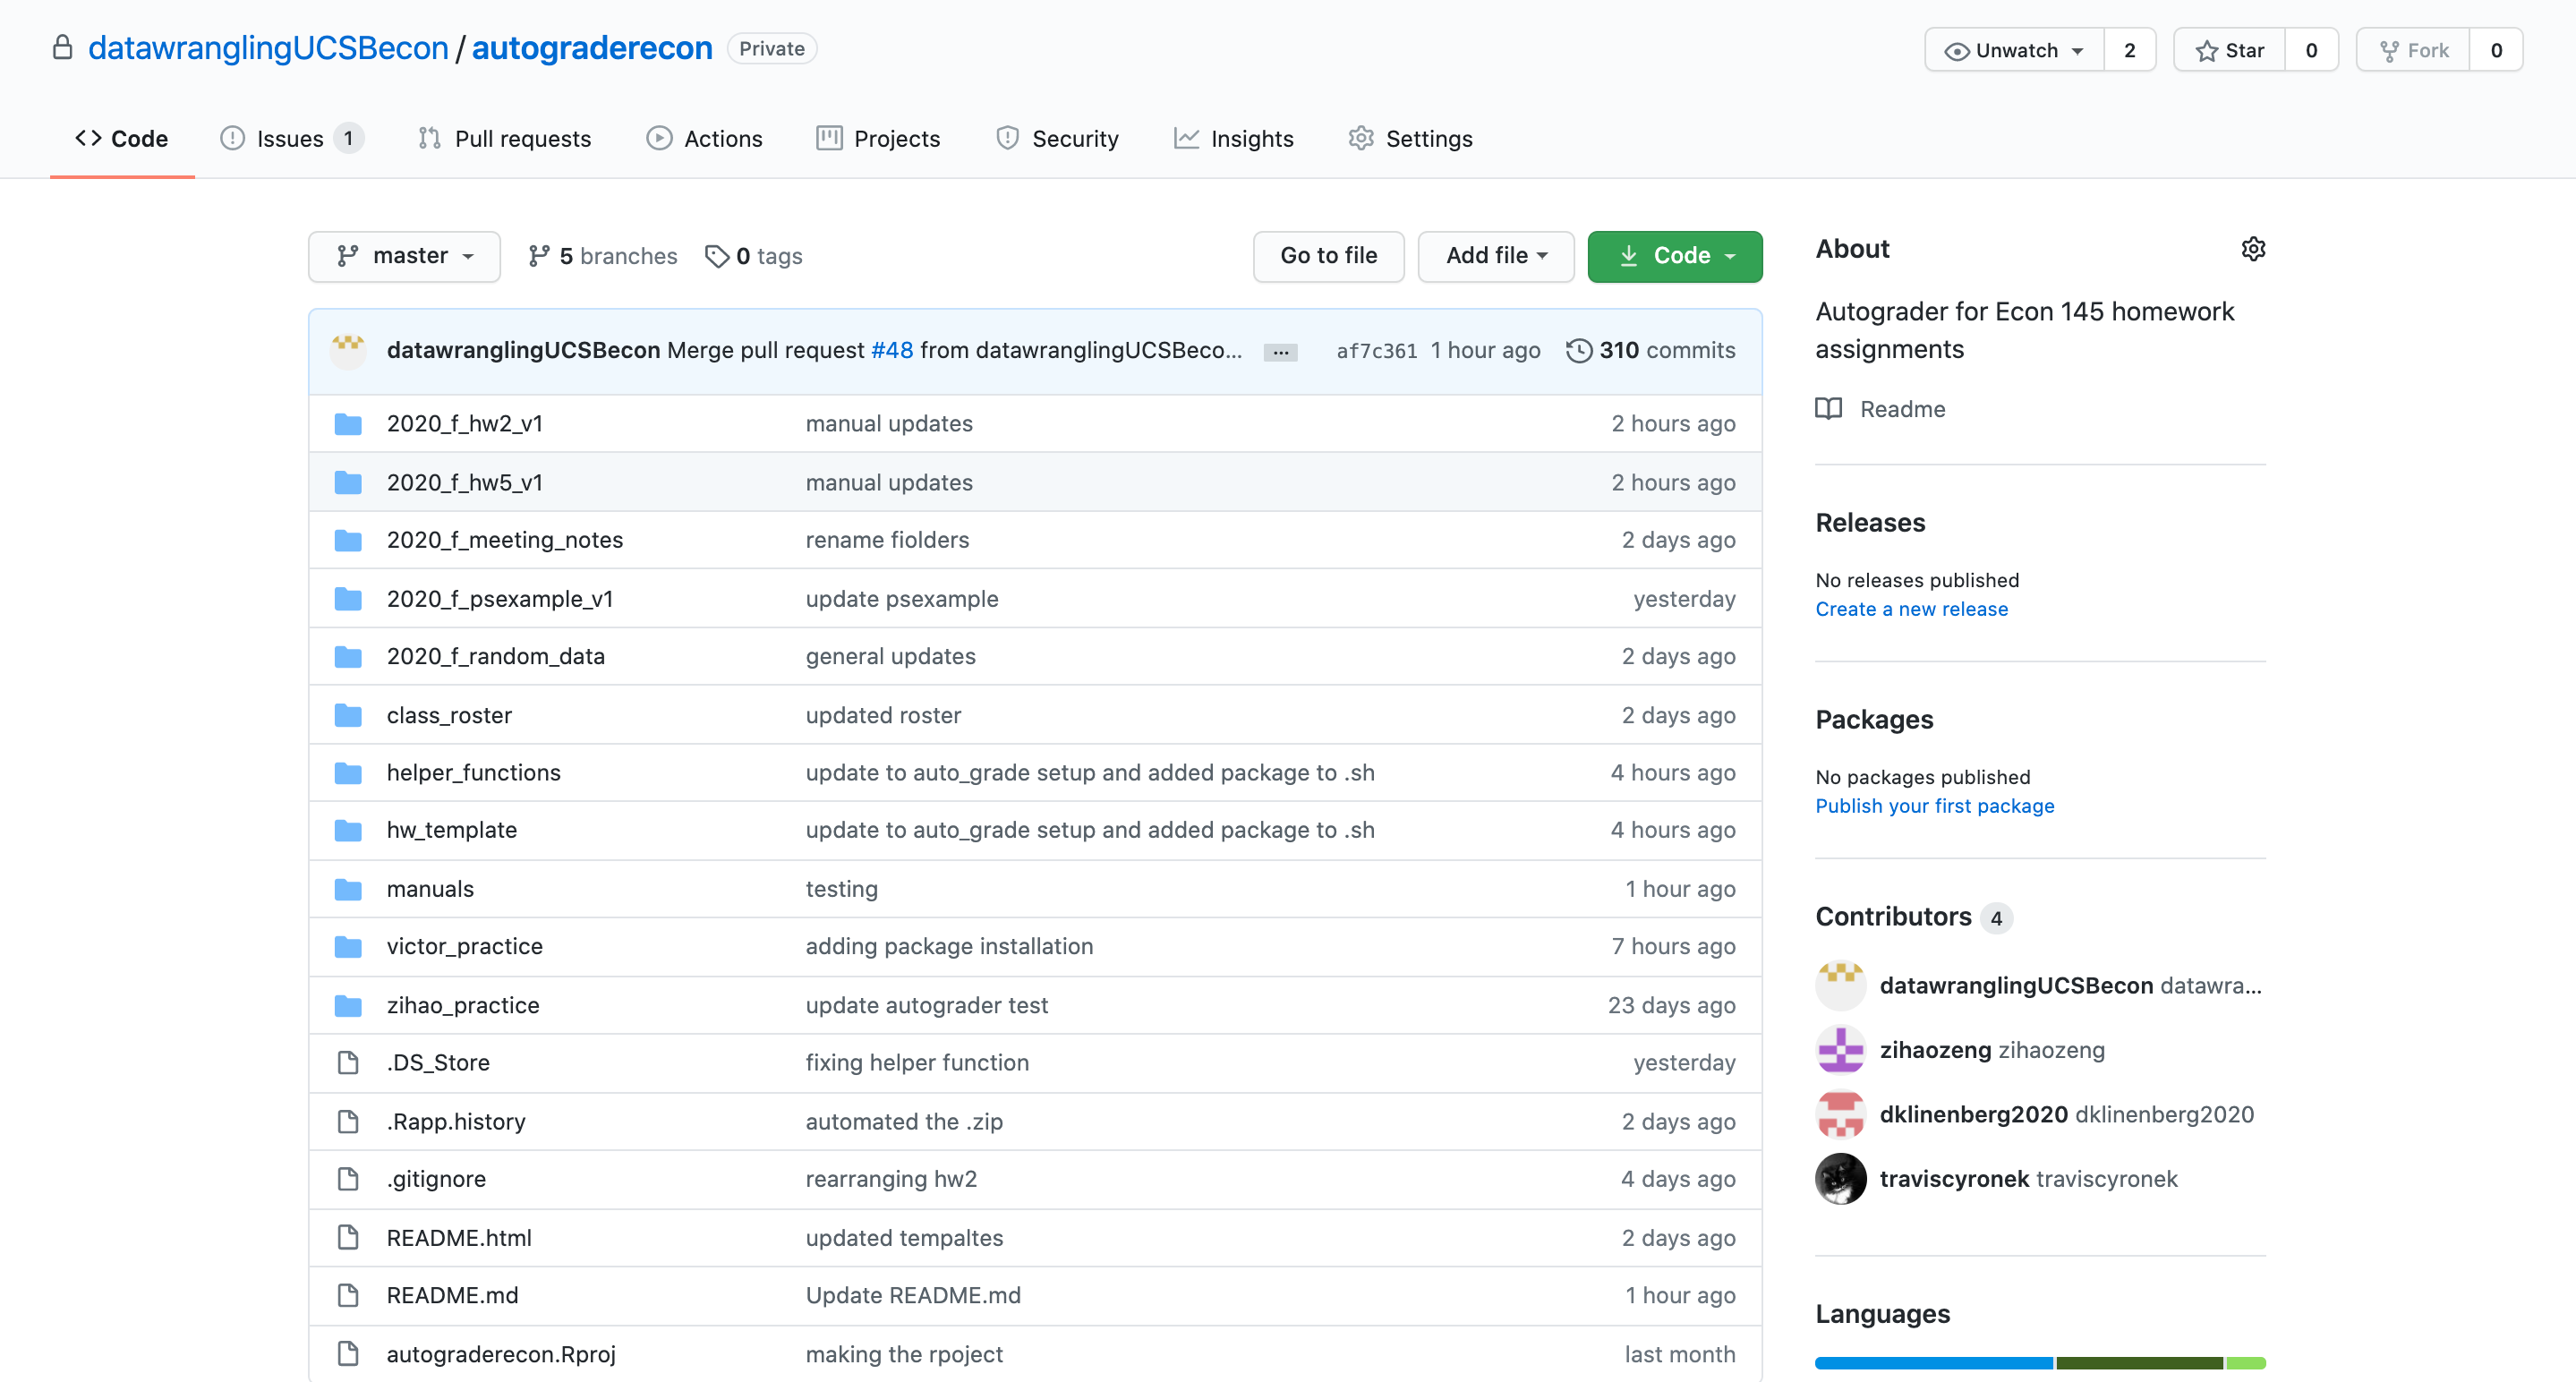 datawranglingUCSBecon / autograderecon Private
Unwatch 2 Star 0 Fork 0
Code Issues 1 Pull requests Actions Projects Security Insights Settings
master 5 branches 0 tags Go to file Add file Code
datawranglingUCSBecon Merge pull request #48 from datawranglingUCSBeco... ... af7c361 1 hour ago 310 commits
2020_f_hw2_v1 manual updates 2 hours ago
2020_f_hw5_v1 manual updates 2 hours ago
2020_f_meeting_notes rename fiolders 2 days ago
2020_f_psexample_v1 update psexample yesterday
2020_f_random_data general updates 2 days ago
class_roster updated roster 2 days ago
helper_functions update to auto_grade setup and added package to .sh 4 hours ago
hw_template update to auto_grade setup and added package to .sh 4 hours ago
manuals testing 1 hour ago
victor_practice adding package installation 7 hours ago
zihao_practice update autograder test 23 days ago
.DS_Store fixing helper function yesterday
.Rapp.history automated the .zip 2 days ago
.gitignore rearranging hw2 4 days ago
README.html updated tempaltes 2 days ago
README.md Update README.md 1 hour ago
autograderecon.Rproj making the rpoject last month
About
Autograder for Econ 145 homework
assignments
Readme
Releases
No releases published
Create a new release
Packages
No packages published
Publish your first package
Contributors 4
datawranglingUCSBecon datawra...
zihaozeng zihaozeng
dklinenberg2020 dklinenberg2020
traviscyronek traviscyronek
Languages